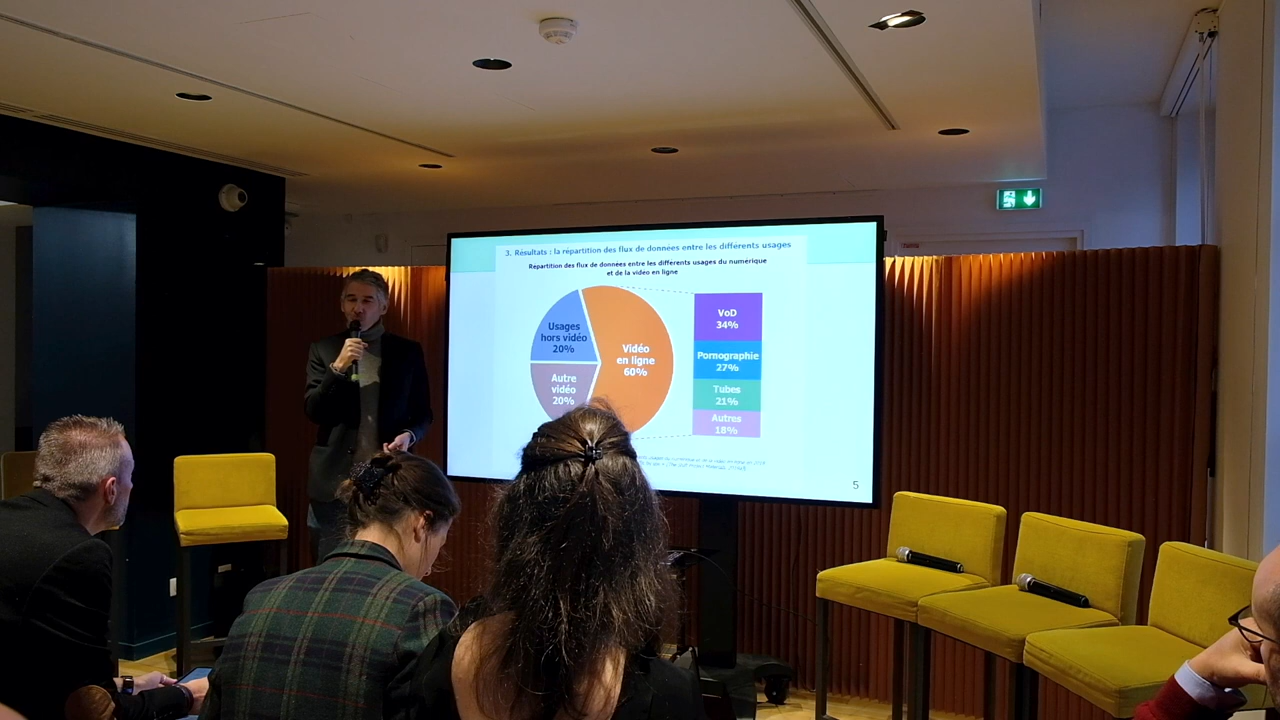 3. Résultats : la répartition des flux de données entre les différents usages
Répartition des flux de données entre les différents usages du numérique
et de la vidéo en ligne
Usages
hors vidéo
20%
Vidéo
en ligne
60%
Autre
vidéo
20%
VoD
34%
Pornographie
27%
Tubes
21%
Autres
18%
5